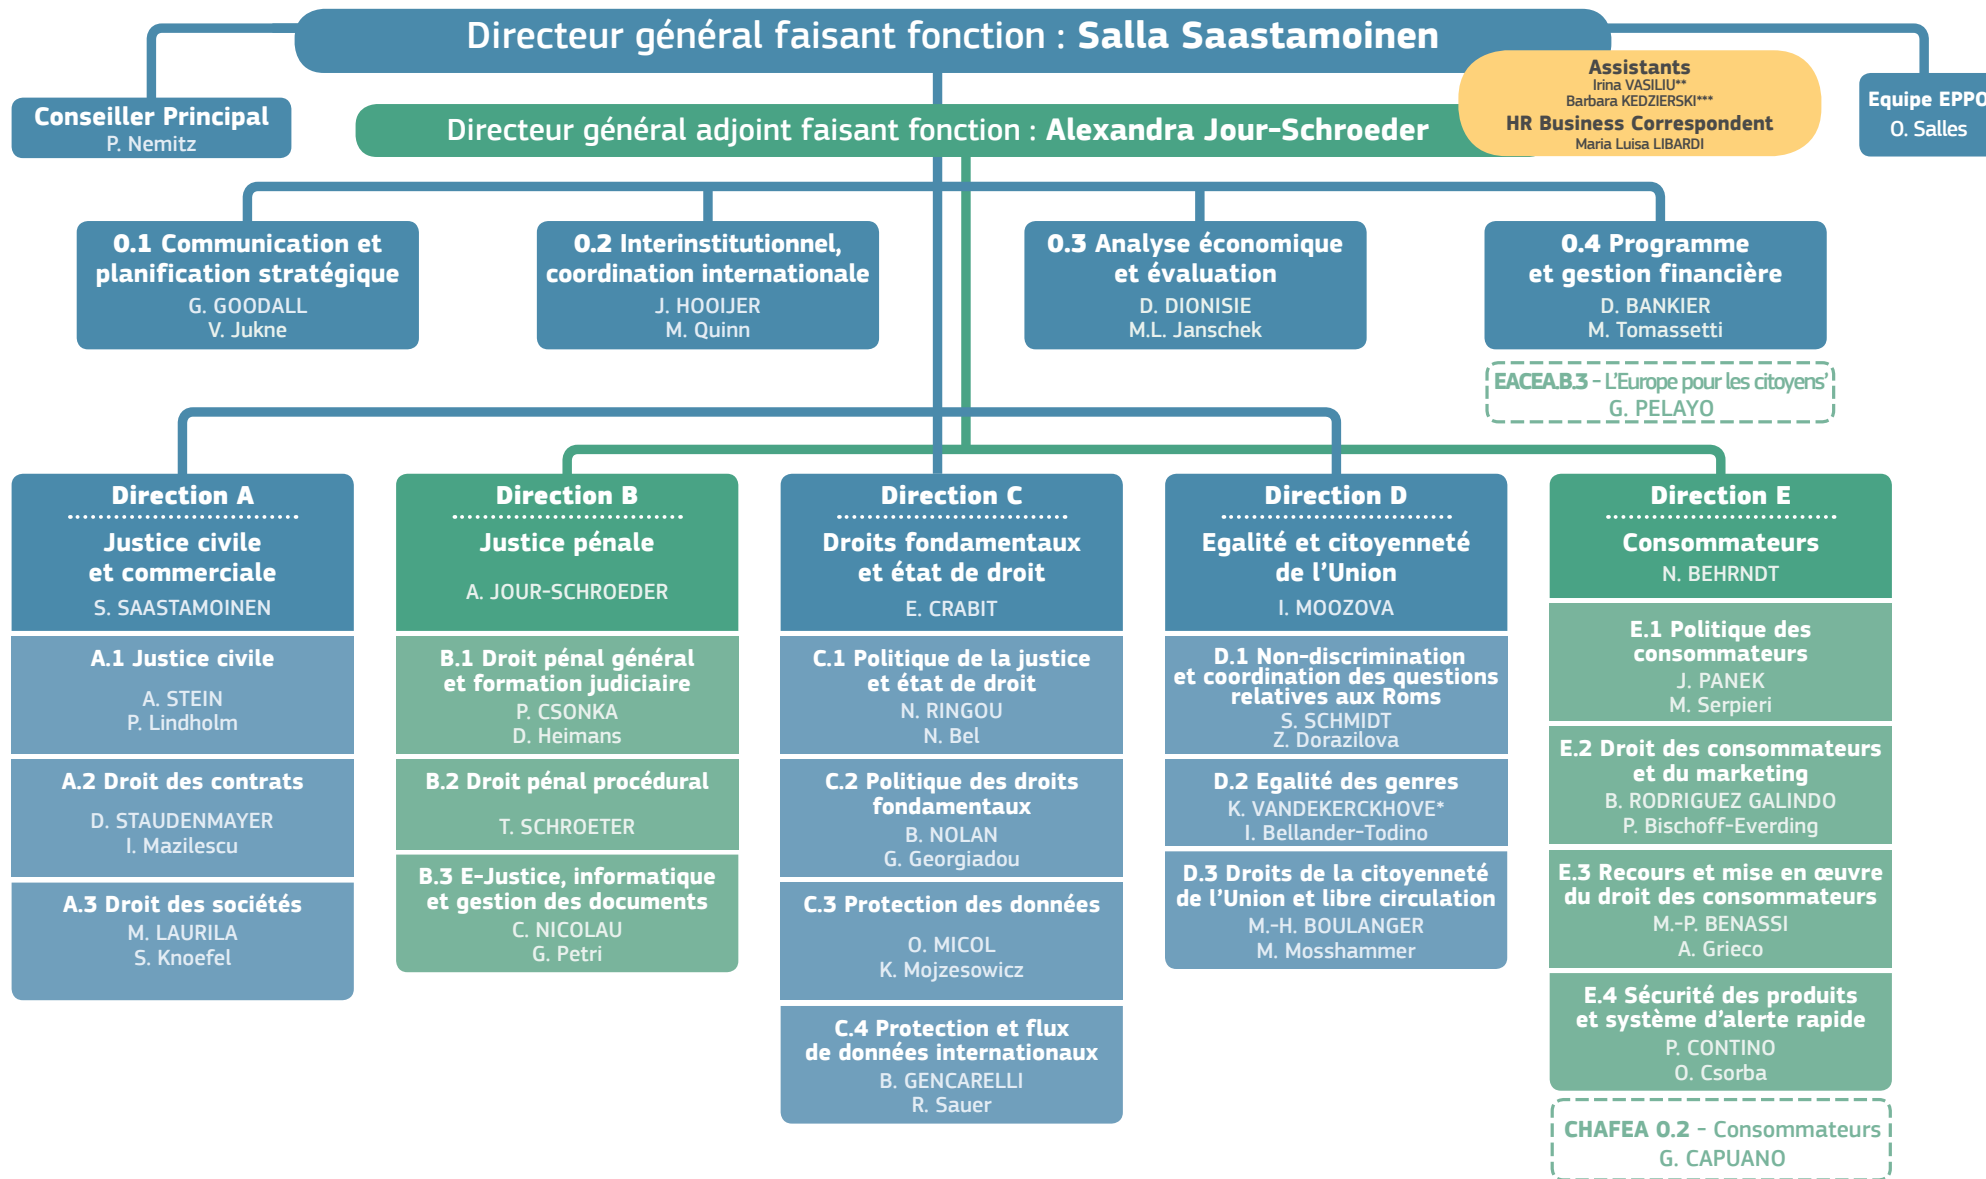 Directeur général faisant fonction : Salla Saastamoinen
Assistants
Irina VASILIU**
Barbara KEDZIERSKI***
HR Business Correspondent
Maria Luisa LIBARDI
Conseiller Principal
P. Nemitz
Directeur général adjoint faisant fonction : Alexandra Jour-Schroeder
Equipe EPPO
O. Salles
0.1 Communication et
planification stratégique
G. GOODALL
V. Jukne
0.2 Interinstitutionnel,
coordination internationale
J. HOOIJER
M. Quinn
0.3 Analyse économique
et évaluation
D. DIONISIE
M.L. Janschek
0.4 Programme
et gestion financière
D. BANKIER
M. Tomassetti
EACEA.B.3 - L'Europe pour les citoyens'
G. PELAYO
Direction A
Justice civile
et commerciale
S. SAASTAMOINEN
A.1 Justice civile
A. STEIN
P. Lindholm
A.2 Droit des contrats
D. STAUDENMAYER
I. Mazilescu
A.3 Droit des sociétés
M. LAURILA
S. Knoefel
Direction B
Justice pénale
A. JOUR-SCHROEDER
B.1 Droit pénal général
et formation judiciaire
P. CSONKA
D. Heimans
B.2 Droit pénal procédural
T. SCHROETER
B.3 E-Justice, informatique
et gestion des documents
C. NICOLAU
G. Petri
Direction C
Droits fondamentaux
et état de droit
E. CRABIT
C.1 Politique de la justice
et état de droit
N. RINGOU
N. Bel
C.2 Politique des droits
fondamentaux
B. NOLAN
G. Georgiadou
C.3 Protection des données
O. MICOL
K. Mojzesowicz
C.4 Protection et flux
de données internationaux
B. GENCARELLI
R. Sauer
Direction D
Egalité et citoyenneté
de l'Union
I. MOOZOVA
D.1 Non-discrimination
et coordination des questions
relatives aux Roms
S. SCHMIDT
Z. Dorazilova
D.2 Egalité des genres
K. VANDEKERCKHOVE*
I. Bellander-Todino
D.3 Droits de la citoyenneté
de l'Union et libre circulation
M.-H. BOULANGER
M. Mosshammer
Direction E
Consommateurs
N. BEHRNDT
E.1 Politique des
consommateurs
J. PANEK
M. Serpieri
E.2 Droit des consommateurs
et du marketing
B. RODRIGUEZ GALINDO
P. Bischoff-Everding
E.3 Recours et mise en œuvre
du droit des consommateurs
M.-P. BENASSI
A. Grieco
E.4 Sécurité des produits
et système d'alerte rapide
P. CONTINO
O. Csorba
CHAFEA 0.2 - Consommateurs
G. CAPUANO